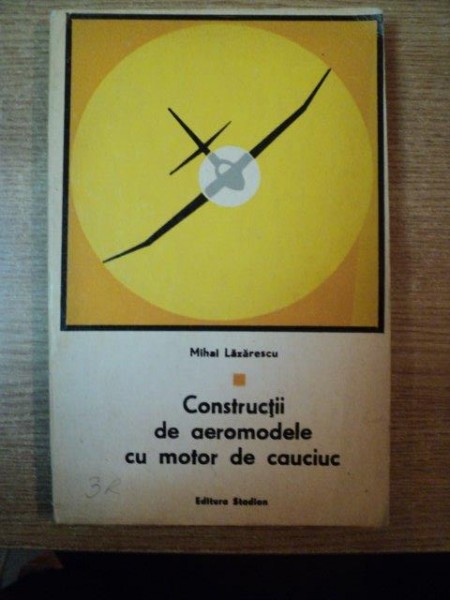 Mihai Lăzărescu
Construcţii
de aeromodele
cu motor de cauciuc
3R
Editura Stadion